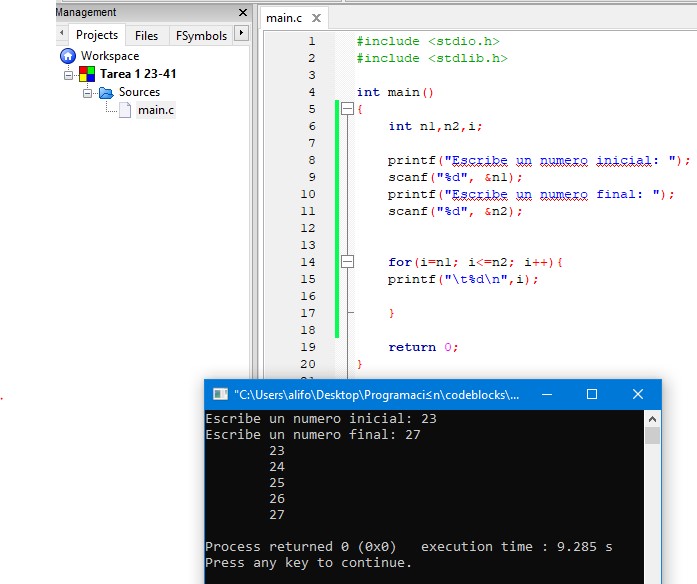 Management
Projects
Files
FSymbols
Workspace
Tarea 1 23-41
Sources
main.c
main.c
1 #include <stdio.h>
2 #include <stdlib.h>
3
4 int main()
5 {
6 int n1,n2,i;
7
8 printf("Escribe un numero inicial: ");
9 scanf("%d", &n1);
10 printf("Escribe un numero final: ");
11 scanf("%d", &n2);
12
13
14 for(i=n1; i<=n2; i++){
15 printf("\t%d\n",i);
16
17 }
18
19 return 0;
20 }
"C:\Users\alifo\Desktop\Programaci≤n\codeblocks\...
Escribe un numero inicial: 23
Escribe un numero final: 27
23
24
25
26
27
Process returned 0 (0x0) execution time : 9.285 s
Press any key to continue.